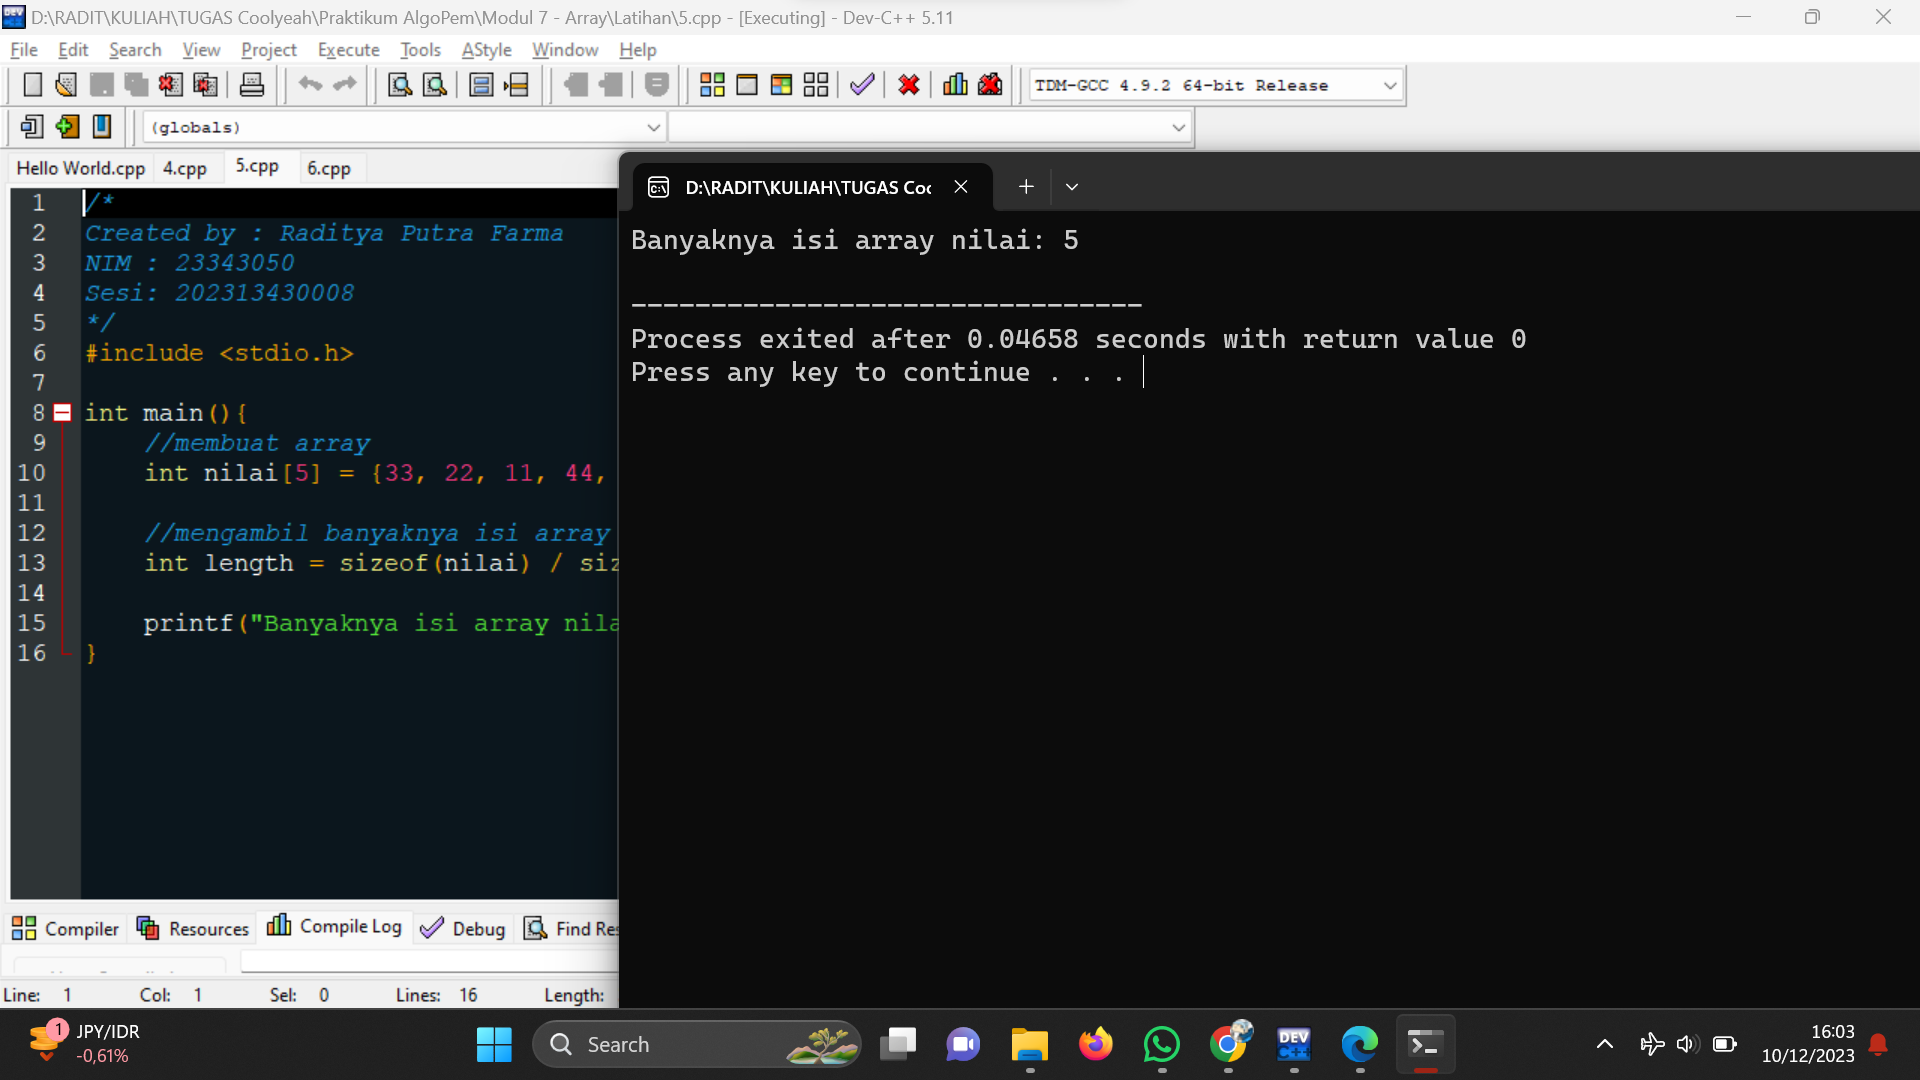 D:\RADIT\KULIAH\TUGAS Coolyeah\Praktikum AlgoPem\Modul 7 - Array\Latihan\5.cpp - [Executing] - Dev-C++ 5.11
File Edit Search View Project Execute Tools AStyle Window Help
TDM-GCC 4.9.2 64-bit Release
(globals)
Hello World.cpp 4.cpp 5.cpp 6.cpp
1 /*
2 Created by : Raditya Putra Farma
3 NIM : 23343050
4 Sesi: 202313430008
5 */
6 #include <stdio.h>
7
8 int main(){
9 //membuat array
10 int nilai[5] = {33, 22, 11, 44,
11
12 //mengambil banyaknya isi array
13 int length = sizeof(nilai) / siz
14
15 printf("Banyaknya isi array nila
16 }
D:\RADIT\KULIAH\TUGAS Coc
Banyaknya isi array nilai: 5
--------------------------------
Process exited after 0.04658 seconds with return value 0
Press any key to continue . . .
Compiler Resources Compile Log Debug Find Res
Line: 1 Col: 1 Sel: 0 Lines: 16 Length:
1 JPY/IDR
-0,61%
Search
DEV C++
16:03
10/12/2023